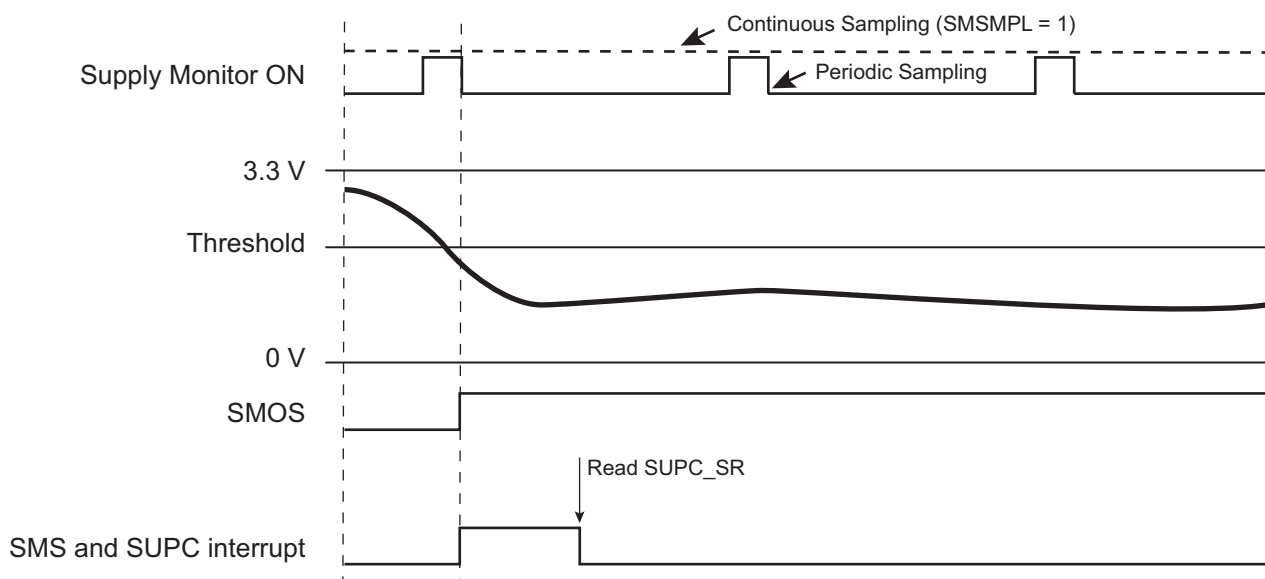 Continuous Sampling (SMSMPL = 1)
Supply Monitor ON
Periodic Sampling
3.3 V
Threshold
0 V
SMOS
Read SUPC_SR
SMS and SUPC interrupt